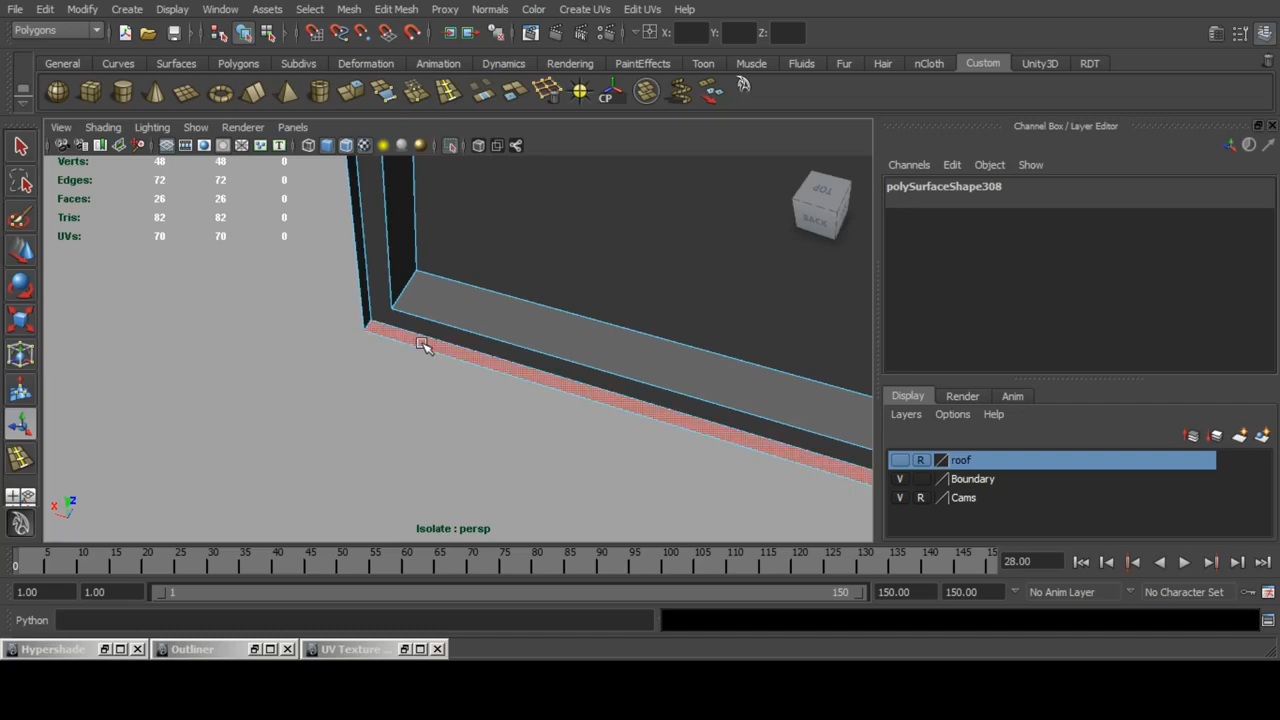 File Edit Modify Create Display Window Assets Select Mesh Edit Mesh Proxy Normals Color Create UVs Edit UVs Help
Polygons X: Y: Z:
General Curves Surfaces Polygons Subdivs Deformation Animation Dynamics Rendering PaintEffects Toon Muscle Fluids Fur Hair nCloth Custom Unity3D RDT
CP
View Shading Lighting Show Renderer Panels
Channel Box / Layer Editor
Channels Edit Object Show
polySurfaceShape308
Verts: 48 48 0
Edges: 72 72 0
Faces: 26 26 0
Tris: 82 82 0
UVs: 70 70 0
TOP
BACK
Display Render Anim
Layers Options Help
R roof
V Boundary
V R Cams
X Y Z
Isolate : persp
0 5 10 15 20 25 30 35 40 45 50 55 60 65 70 75 80 85 90 95 100 105 110 115 120 125 130 135 140 145 15 28.00
1.00 1.00 1 150 150.00 150.00 No Anim Layer No Character Set
Python
Hypershade Outliner UV Texture ...